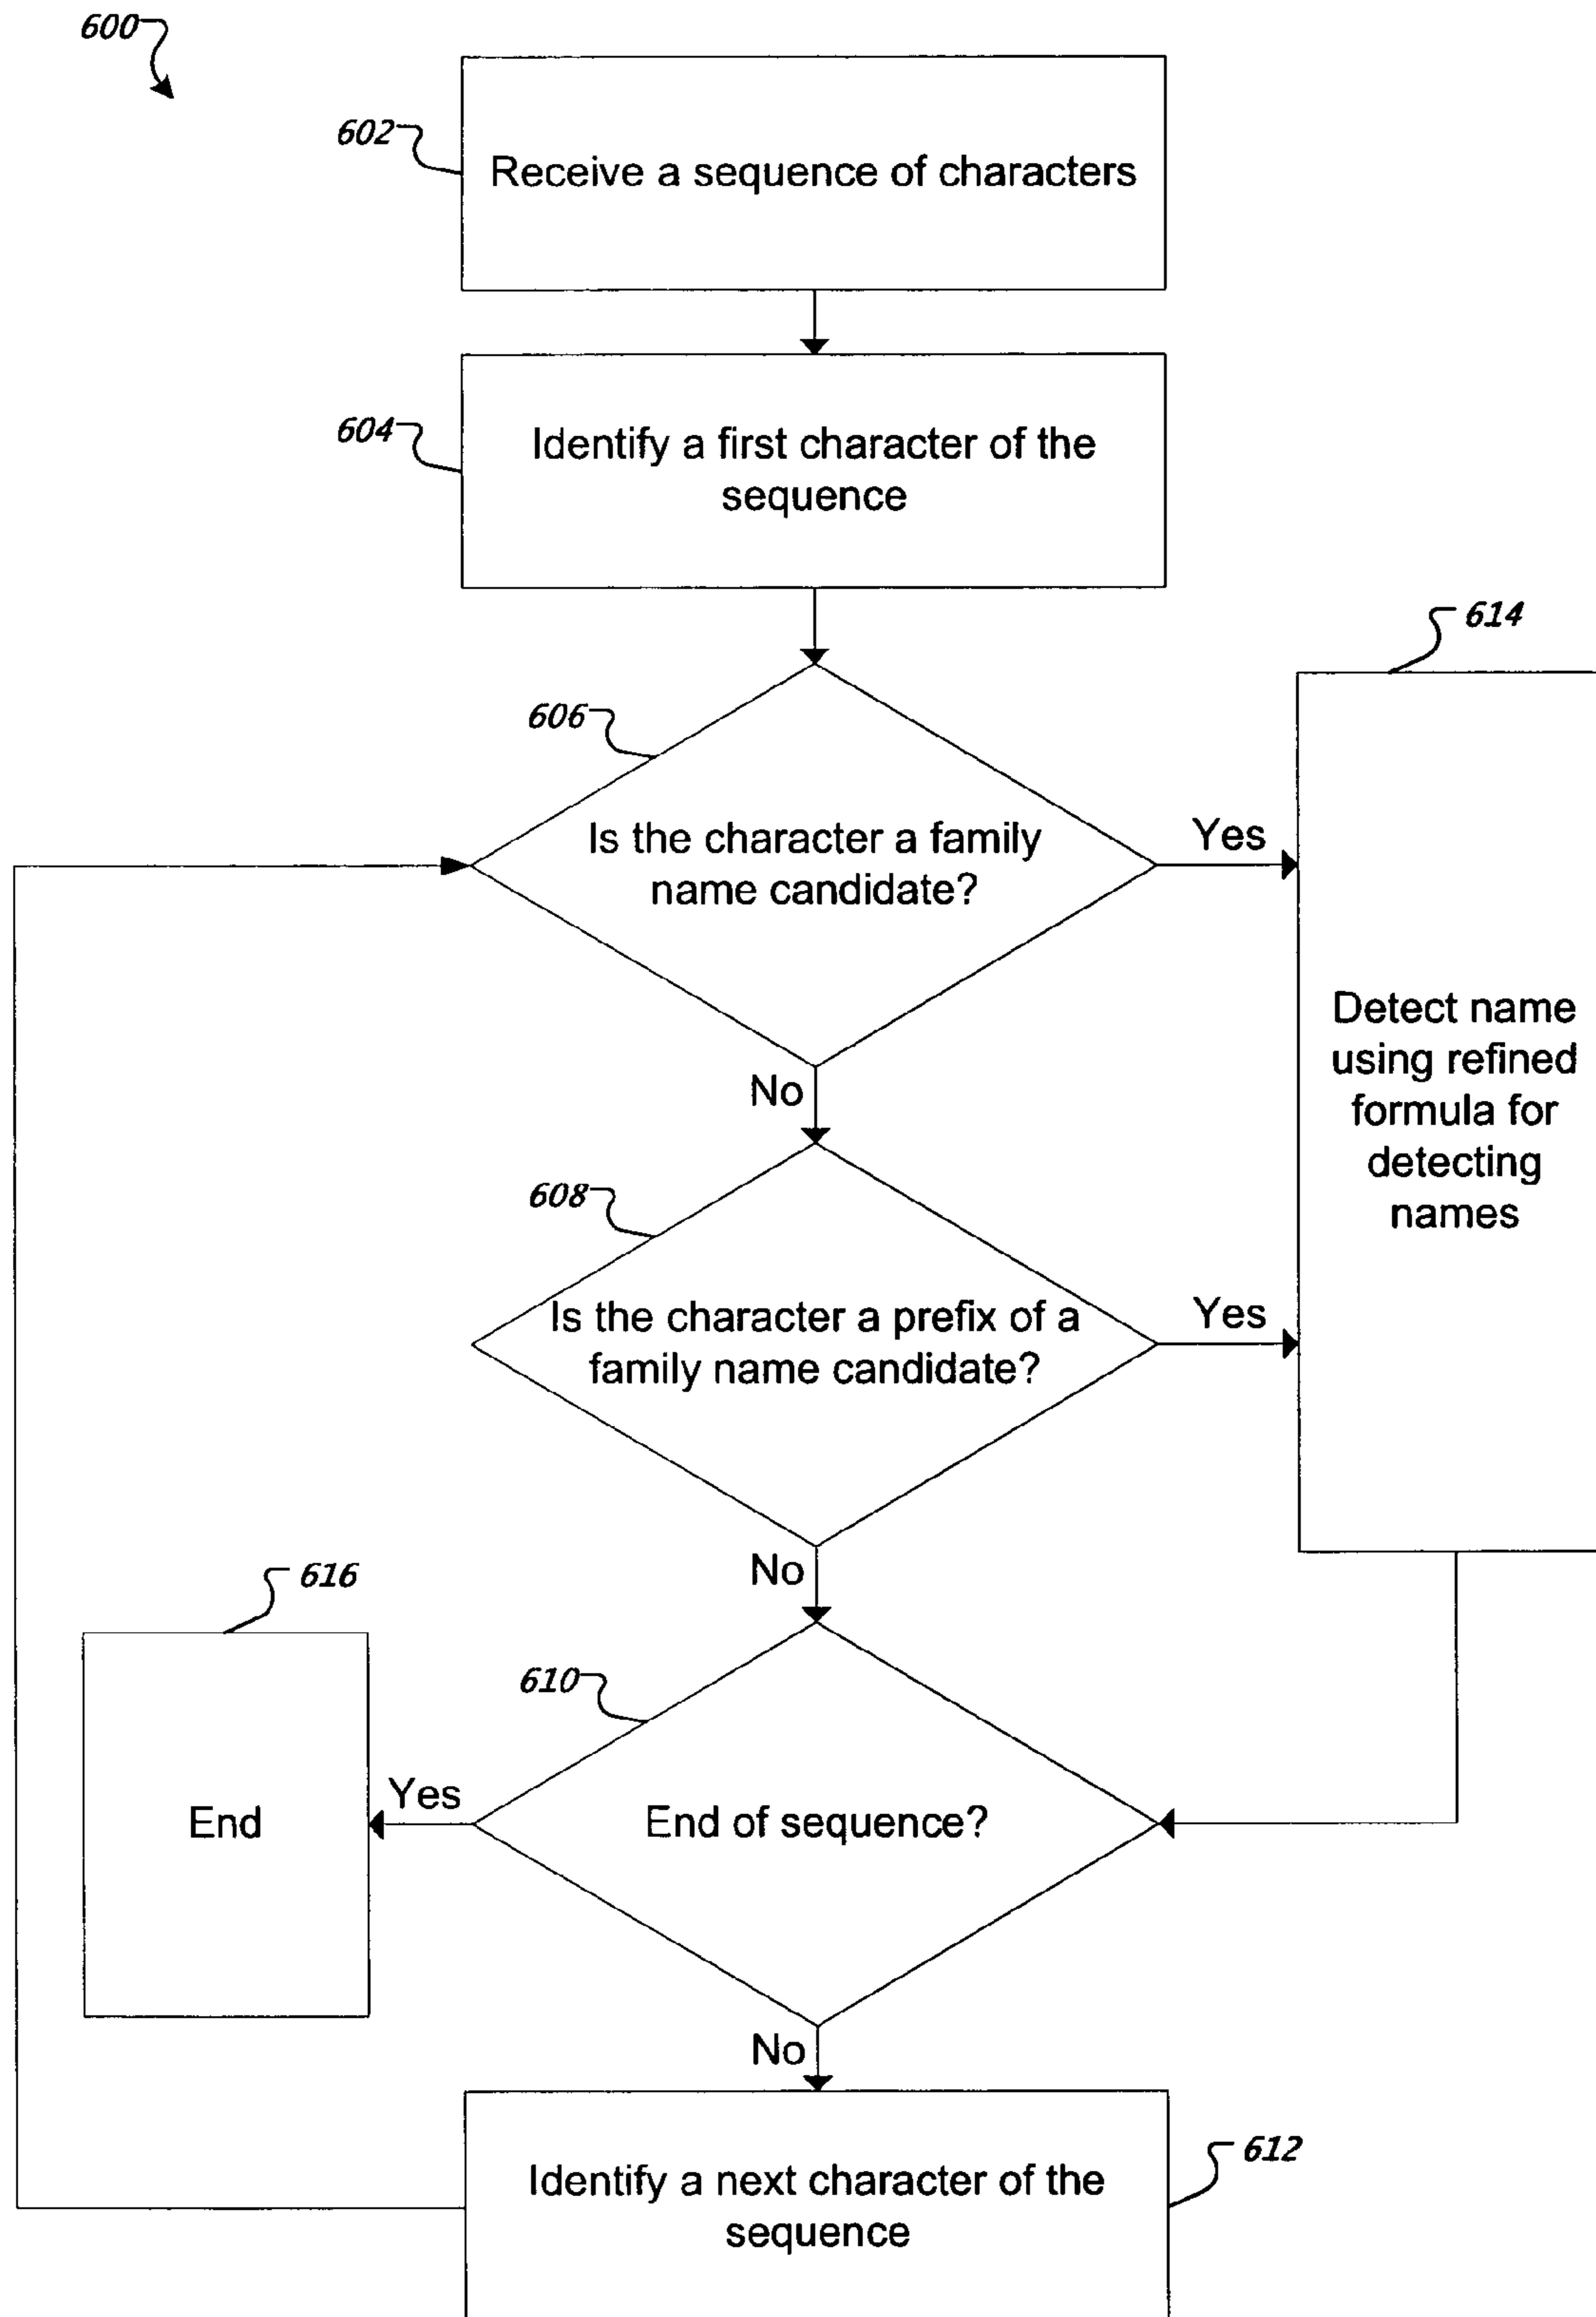 600
602
Receive a sequence of characters
604
Identify a first character of the
sequence
614
606
Is the character a family
name candidate?
Yes
Detect name
using refined
formula for
detecting
names
No
608
Is the character a prefix of a
family name candidate?
Yes
No
616
610
End
Yes
End of sequence?
No
612
Identify a next character of the
sequence